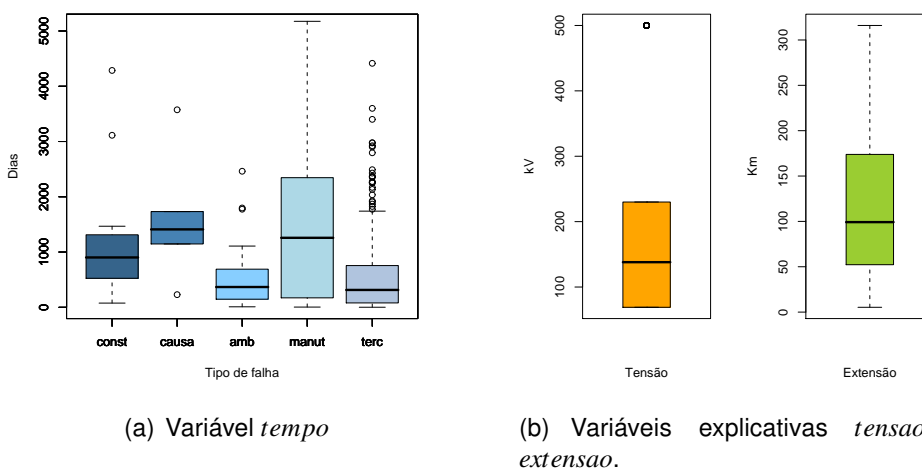 5000
4000
3000
2000
1000
0
Dias
const causa amb manut terc
Tipo de falha
(a) Variável tempo
500
400
300
200
100
kV
Tensão
300
250
200
150
100
50
0
Km
Extensão
(b) Variáveis explicativas tensao
extensao.